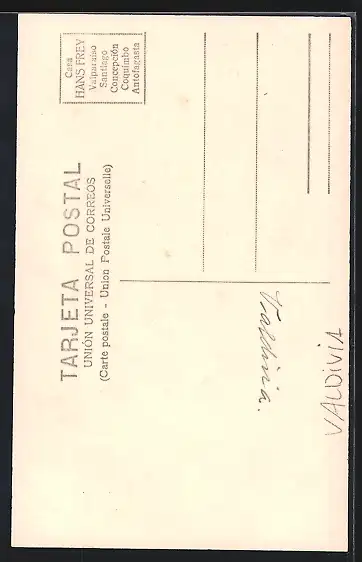 TARJETA POSTAL
UNIÓN UNIVERSAL DE CORREOS
(Carte postale - Union Postale Universelle)
Casa
HANS FREY
Valparaiso
Santiago
Concepción
Coquimbo
Antofagasta
Valdivia.
VALDIVIA